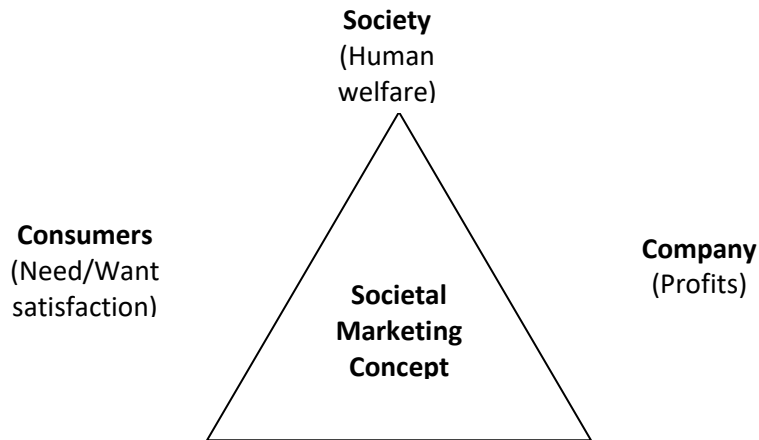 Society
(Human
welfare)
Consumers
(Need/Want
satisfaction)
Company
(Profits)
Societal
Marketing
Concept